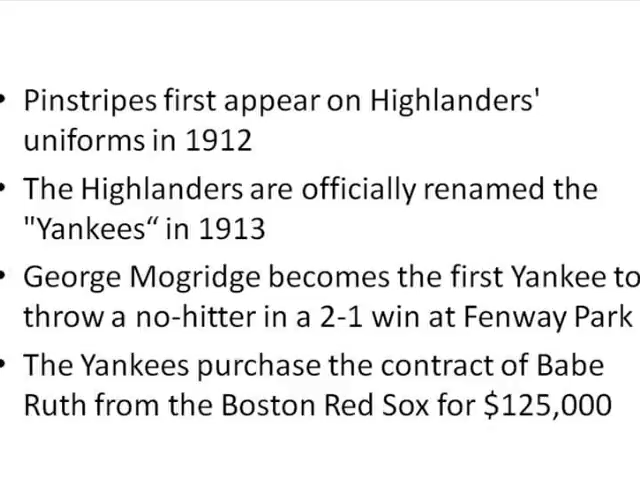 • Pinstripes first appear on Highlanders'
uniforms in 1912
• The Highlanders are officially renamed the
"Yankees“ in 1913
• George Mogridge becomes the first Yankee to
throw a no-hitter in a 2-1 win at Fenway Park
• The Yankees purchase the contract of Babe
Ruth from the Boston Red Sox for $125,000